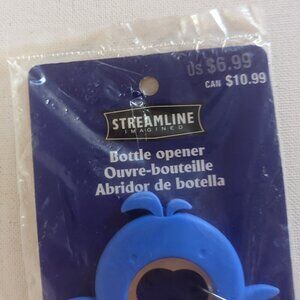 US $6.99
CAN $10.99
STREAMLINE
IMAGINED
Bottle opener
Ouvre-bouteille
Abridor de botella